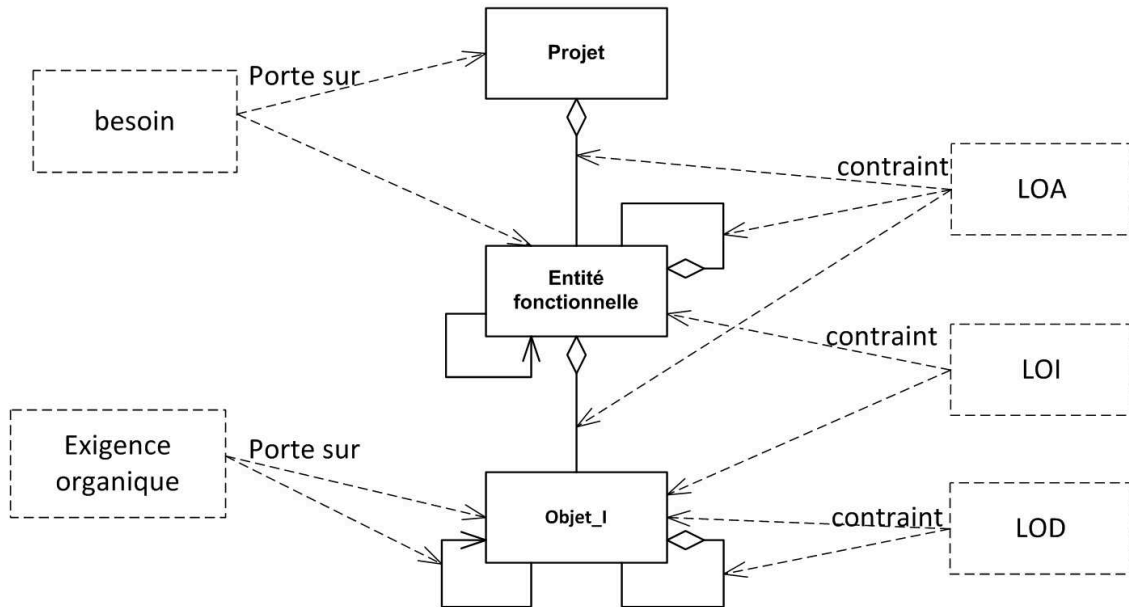 Projet
Porte sur
besoin
contraint
LOA
Entité
fonctionnelle
contraint
LOI
Exigence
organique
Porte sur
Objet_I
contraint
LOD